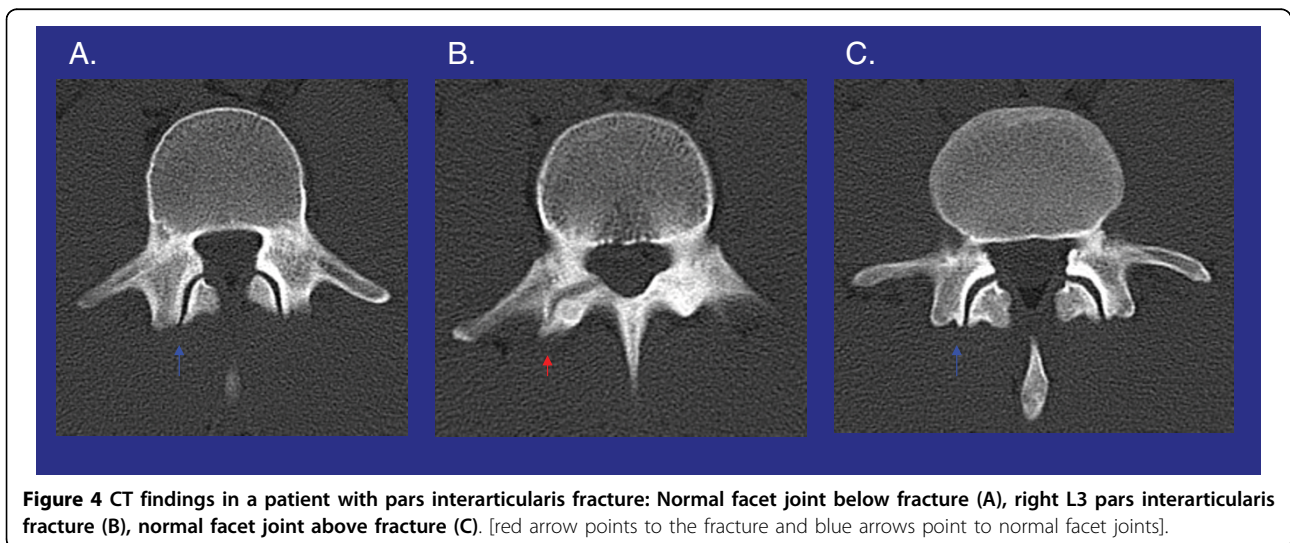 A.
B.
C.
Figure 4 CT findings in a patient with pars interarticularis fracture: Normal facet joint below fracture (A), right L3 pars interarticularis
fracture (B), normal facet joint above fracture (C). [red arrow points to the fracture and blue arrows point to normal facet joints].